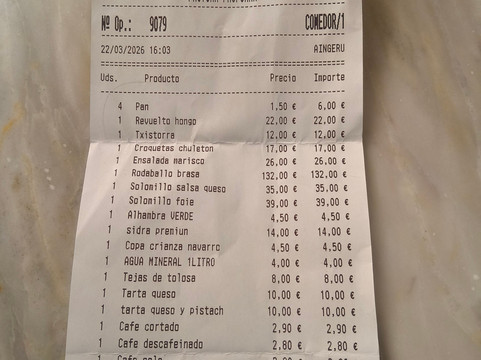 Nº Op.: 9079 COMEDOR/1
22/03/2026 16:03 AINGERU
Uds. Producto Precio Importe
4 Pan 1,50 € 6,00 €
1 Revuelto hongo 22,00 € 22,00 €
1 Txistorra 12,00 € 12,00 €
1 Croquetas chuleton 17,00 € 17,00 €
1 Ensalada marisco 26,00 € 26,00 €
1 Rodaballo brasa 132,00 € 132,00 €
1 Solomillo salsa queso 35,00 € 35,00 €
1 Solomillo foie 39,00 € 39,00 €
1 Alhambra VERDE 4,50 € 4,50 €
1 sidra premiun 14,00 € 14,00 €
1 Copa crianza navarro 4,50 € 4,50 €
1 AGUA MINERAL 1LITRO 4,00 € 4,00 €
1 Tejas de tolosa 8,00 € 8,00 €
1 Tarta queso 10,00 € 10,00 €
1 tarta queso y pistach 10,00 € 10,00 €
1 Cafe cortado 2,90 € 2,90 €
1 Cafe descafeinado 2,80 € 2,80 €
1 Cafe solo